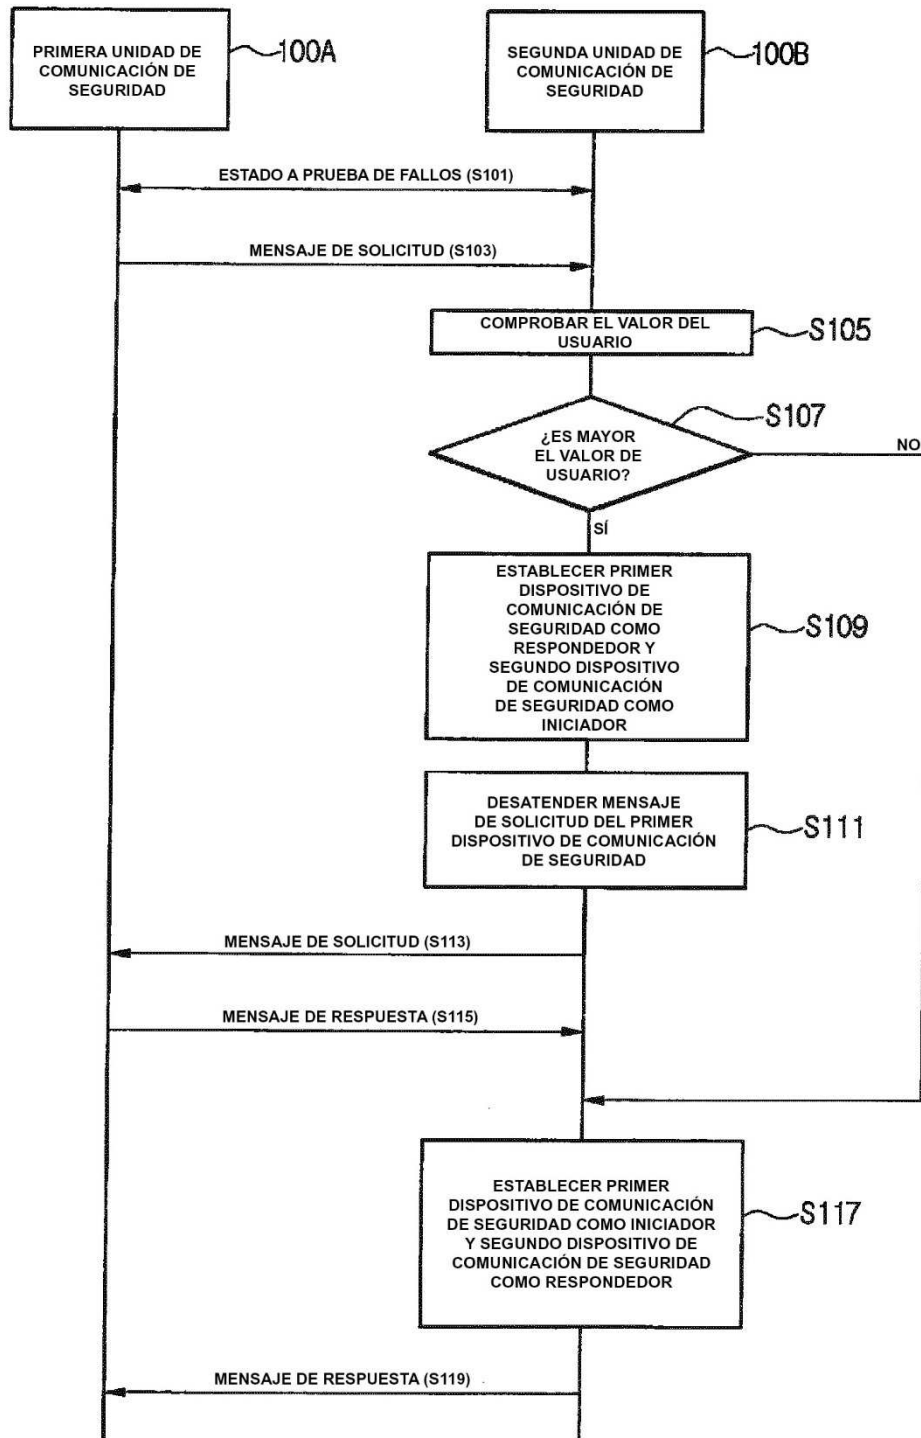 PRIMERA UNIDAD DE
COMUNICACIÓN DE
SEGURIDAD
100A
SEGUNDA UNIDAD DE
COMUNICACIÓN DE
SEGURIDAD
100B
ESTADO A PRUEBA DE FALLOS (S101)
MENSAJE DE SOLICITUD (S103)
COMPROBAR EL VALOR DEL
USUARIO
S105
¿ES MAYOR
EL VALOR DE
USUARIO?
S107
NO
SÍ
ESTABLECER PRIMER
DISPOSITIVO DE
COMUNICACIÓN DE
SEGURIDAD COMO
RESPONDEDOR Y
SEGUNDO DISPOSITIVO
DE COMUNICACIÓN
DE SEGURIDAD COMO
INICIADOR
S109
DESATENDER MENSAJE
DE SOLICITUD DEL PRIMER
DISPOSITIVO DE COMUNICACIÓN
DE SEGURIDAD
S111
MENSAJE DE SOLICITUD (S113)
MENSAJE DE RESPUESTA (S115)
ESTABLECER PRIMER
DISPOSITIVO DE COMUNICACIÓN
DE SEGURIDAD COMO INICIADOR
Y SEGUNDO DISPOSITIVO DE
COMUNICACIÓN DE SEGURIDAD
COMO RESPONDEDOR
S117
MENSAJE DE RESPUESTA (S119)